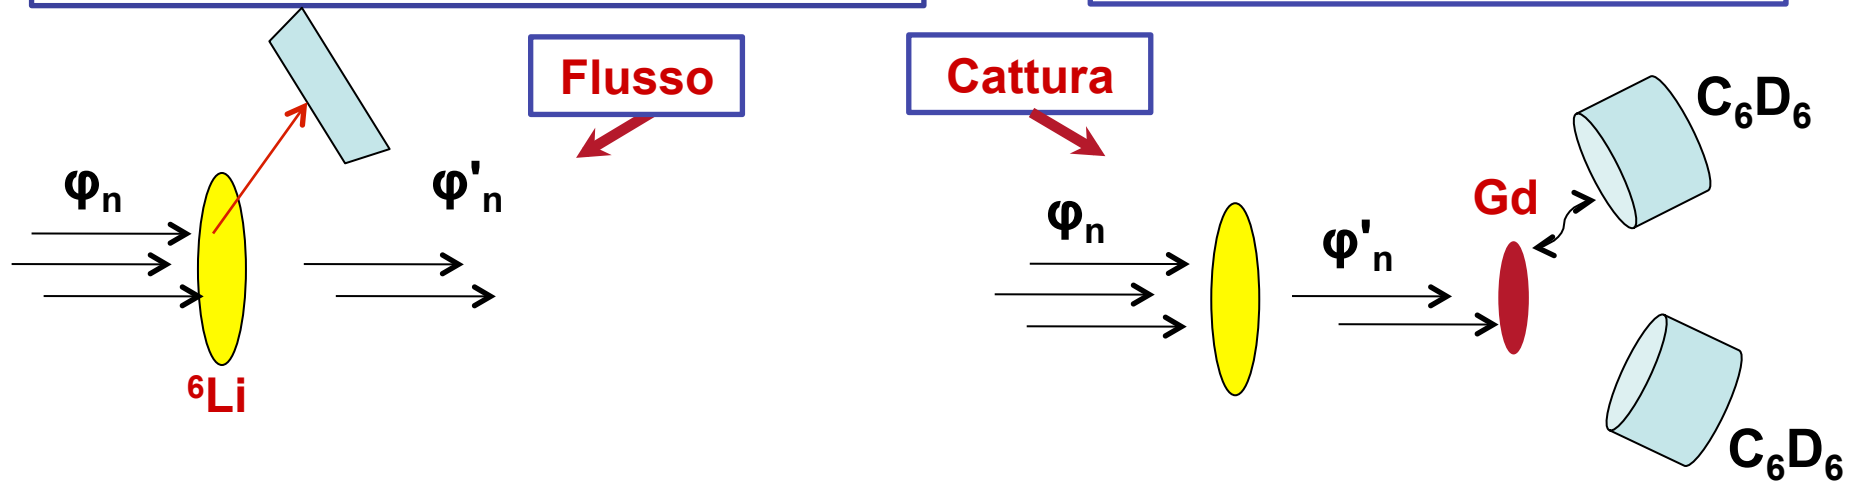 Flusso
Cattura
C₆D₆
φₙ
φ'ₙ
Gd
φₙ
φ'ₙ
⁶Li
C₆D₆